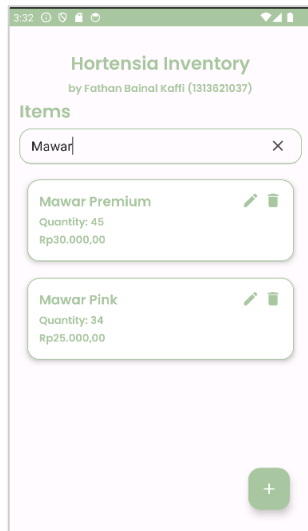 3:32
Hortensia Inventory
by Fathan Bainal Kaffi (1313621037)
Items
Mawar
Mawar Premium
Quantity: 45
Rp30.000,00
Mawar Pink
Quantity: 34
Rp25.000,00
+